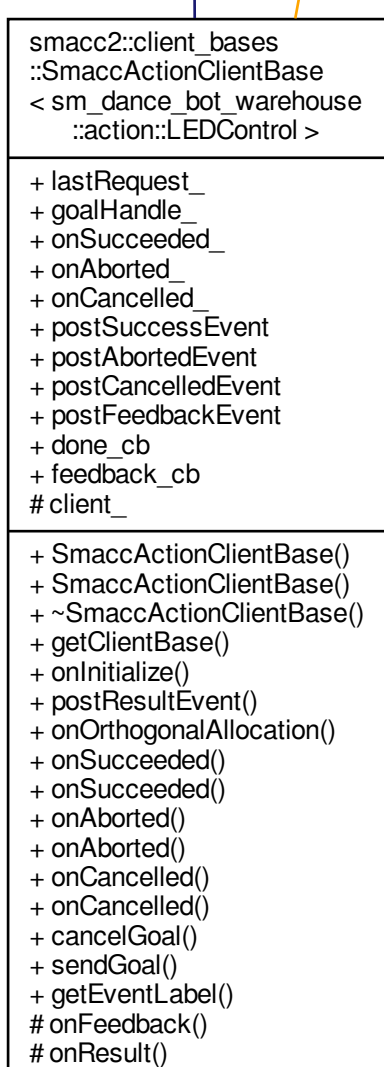 smacc2::client_bases
::SmaccActionClientBase
< sm_dance_bot_warehouse
::action::LEDControl >
+ lastRequest_
+ goalHandle_
+ onSucceeded_
+ onAborted_
+ onCancelled_
+ postSuccessEvent
+ postAbortedEvent
+ postCancelledEvent
+ postFeedbackEvent
+ done_cb
+ feedback_cb
# client_
+ SmaccActionClientBase()
+ SmaccActionClientBase()
+ ~SmaccActionClientBase()
+ getClientBase()
+ onInitialize()
+ postResultEvent()
+ onOrthogonalAllocation()
+ onSucceeded()
+ onSucceeded()
+ onAborted()
+ onAborted()
+ onCancelled()
+ onCancelled()
+ cancelGoal()
+ sendGoal()
+ getEventLabel()
# onFeedback()
# onResult()